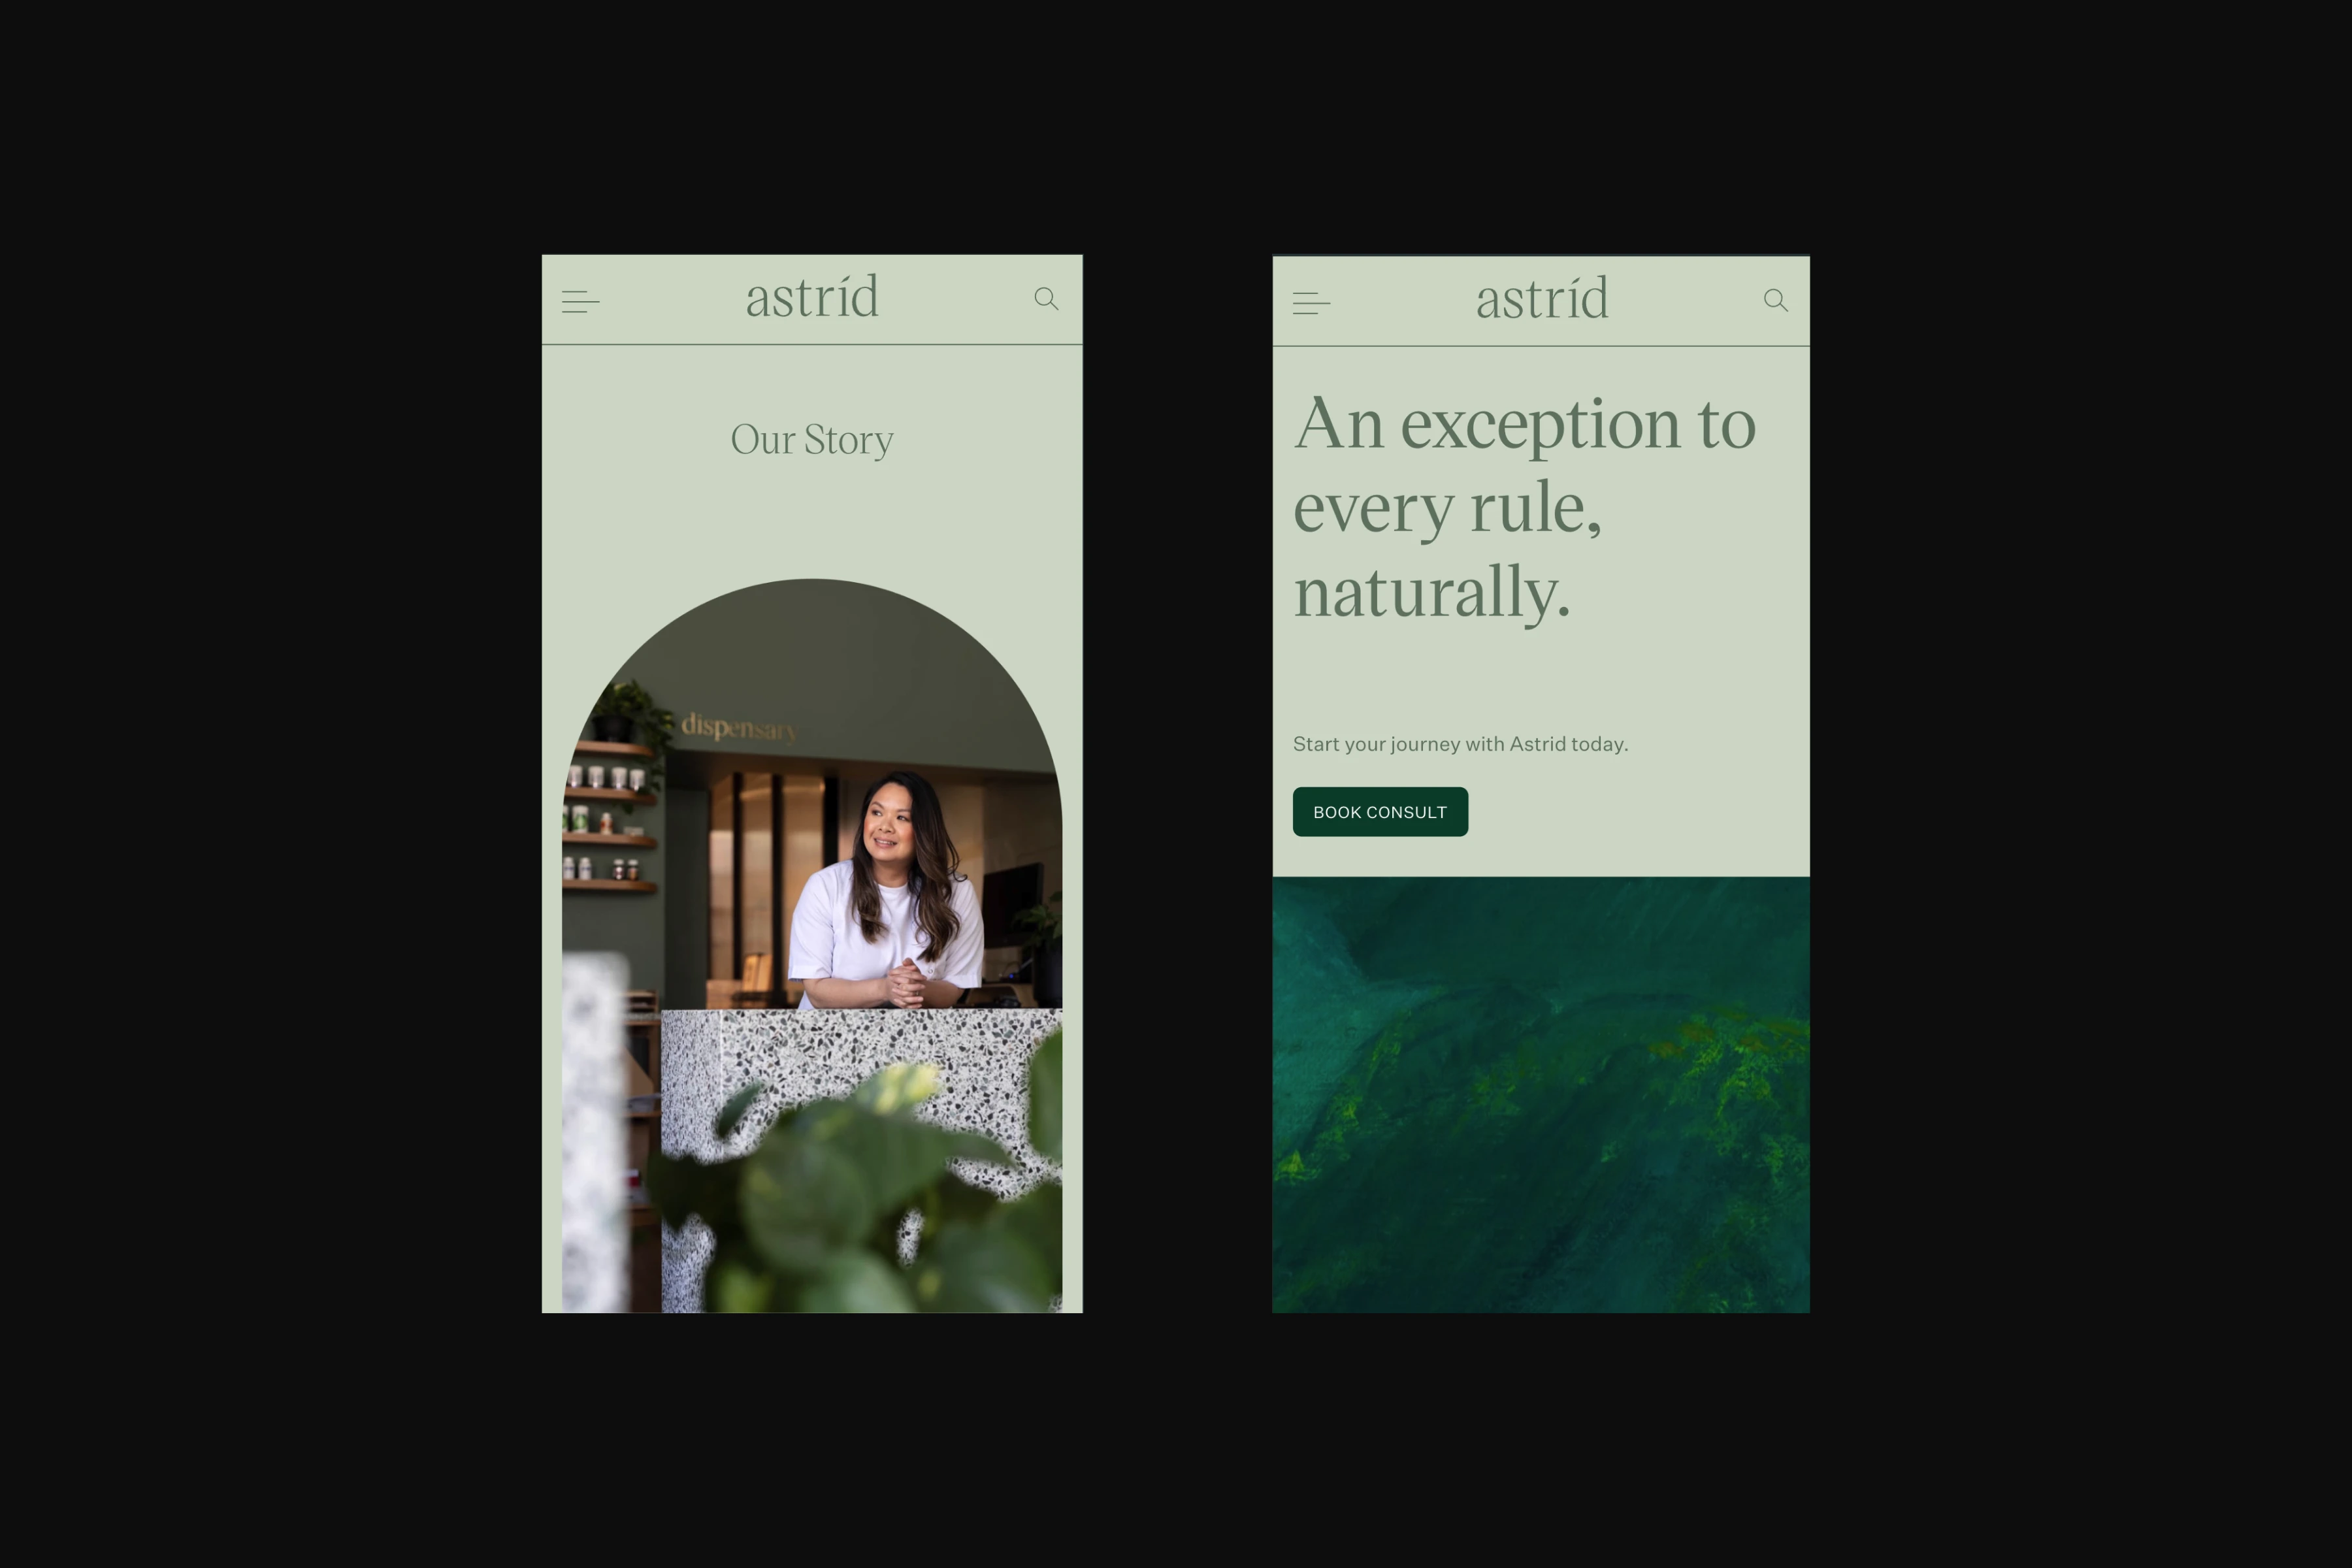 astríd
Our Story
dispensary
astríd
An exception to
every rule,
naturally.
Start your journey with Astrid today.
BOOK CONSULT